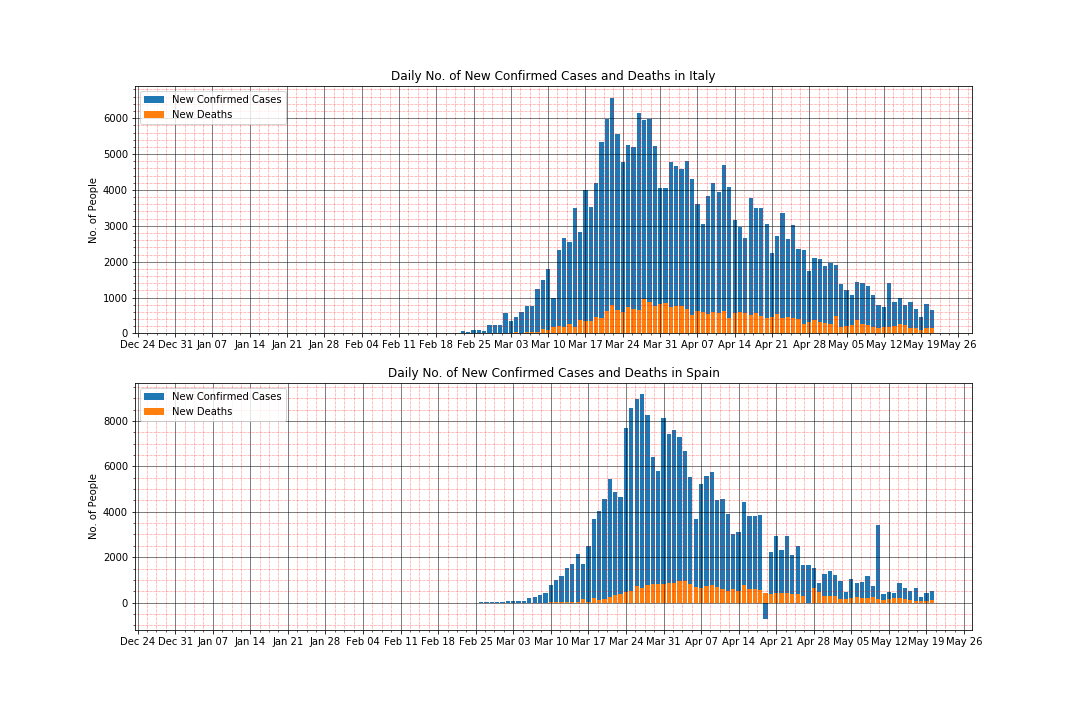 Daily No. of New Confirmed Cases and Deaths in Italy
New Confirmed Cases
New Deaths
No. of People
6000
5000
4000
3000
2000
1000
0
Dec 24 Dec 31 Jan 07 Jan 14 Jan 21 Jan 28 Feb 04 Feb 11 Feb 18 Feb 25 Mar 03 Mar 10 Mar 17 Mar 24 Mar 31 Apr 07 Apr 14 Apr 21 Apr 28 May 05 May 12 May 19 May 26
Daily No. of New Confirmed Cases and Deaths in Spain
New Confirmed Cases
New Deaths
No. of People
8000
6000
4000
2000
0
Dec 24 Dec 31 Jan 07 Jan 14 Jan 21 Jan 28 Feb 04 Feb 11 Feb 18 Feb 25 Mar 03 Mar 10 Mar 17 Mar 24 Mar 31 Apr 07 Apr 14 Apr 21 Apr 28 May 05 May 12 May 19 May 26